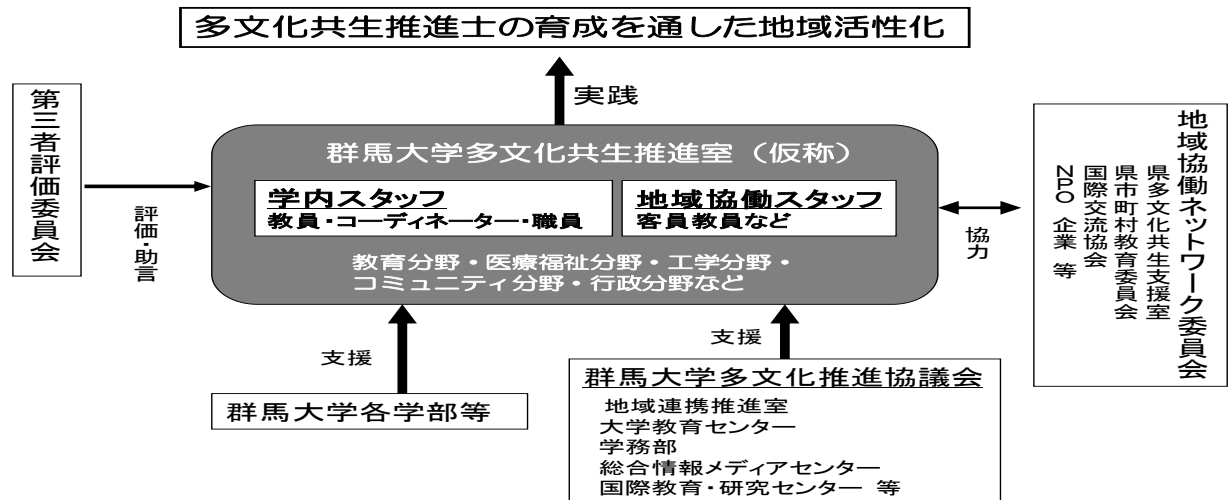 多文化共生推進士の育成を通した地域活性化
実践
第三者評価委員会
評価・助言
群馬大学多文化共生推進室（仮称）
学内スタッフ
教員・コーディネーター・職員
地域協働スタッフ
客員教員など
教育分野・医療福祉分野・工学分野・
コミュニティ分野・行政分野など
協力
地域協働ネットワーク委員会
県多文化共生支援室
県市町村教育委員会
国際交流協会
NPO 企業 等
支援
群馬大学各学部等
支援
群馬大学多文化推進協議会
地域連携推進室
大学教育センター
学務部
総合情報メディアセンター
国際教育・研究センター 等